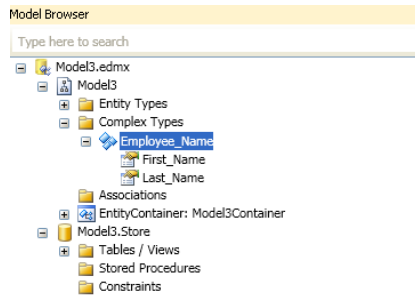 Model Browser
Type here to search
Model3.edmx
Model3
Entity Types
Complex Types
Employee_Name
First_Name
Last_Name
Associations
EntityContainer: Model3Container
Model3.Store
Tables / Views
Stored Procedures
Constraints